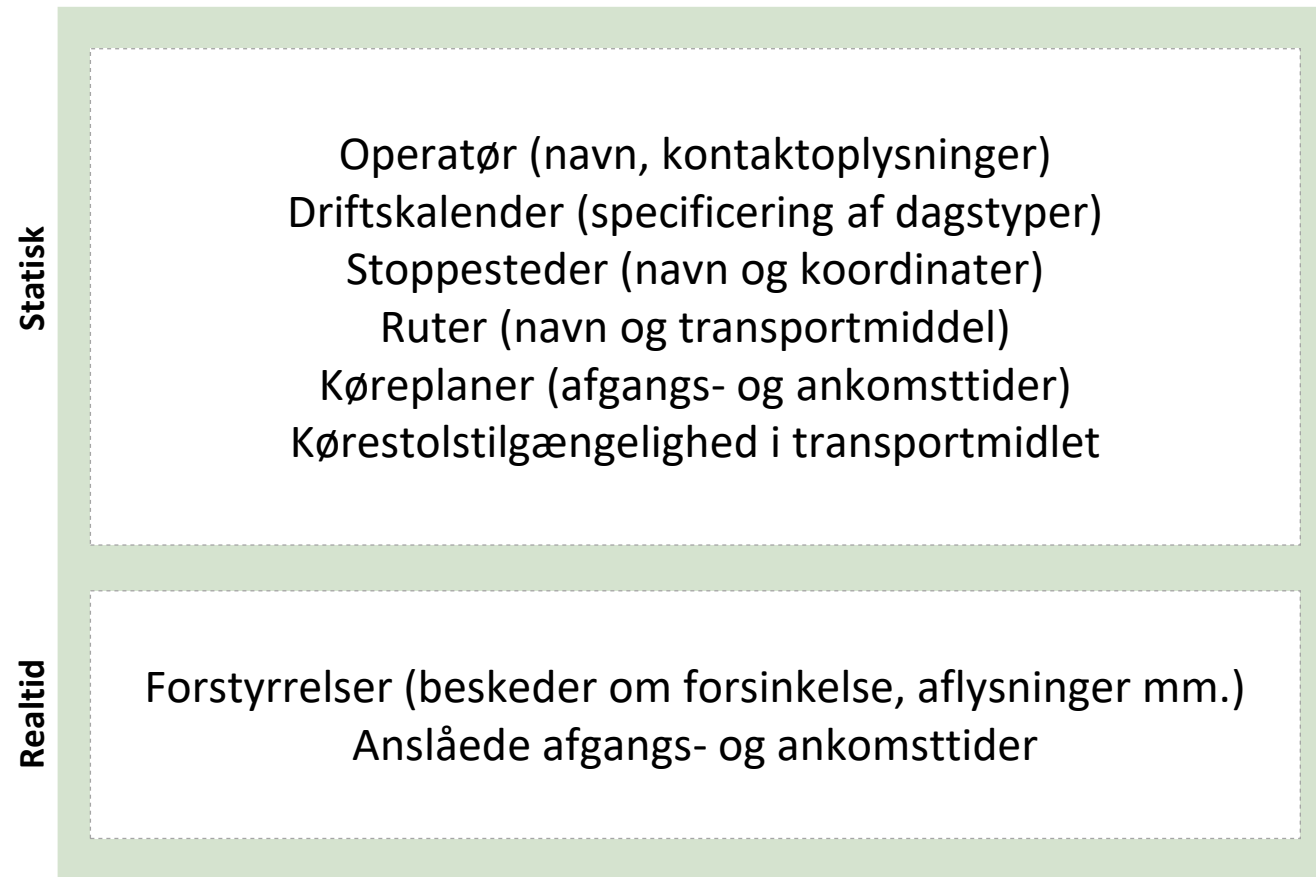 Statisk
Operatør (navn, kontaktoplysninger)
Driftskalender (specificering af dagstyper)
Stoppesteder (navn og koordinater)
Ruter (navn og transportmiddel)
Køreplaner (afgangs- og ankomsttider)
Kørestolstilgængelighed i transportmidlet
Realtid
Forstyrrelser (beskeder om forsinkelse, aflysninger mm.)
Anslåede afgangs- og ankomsttider